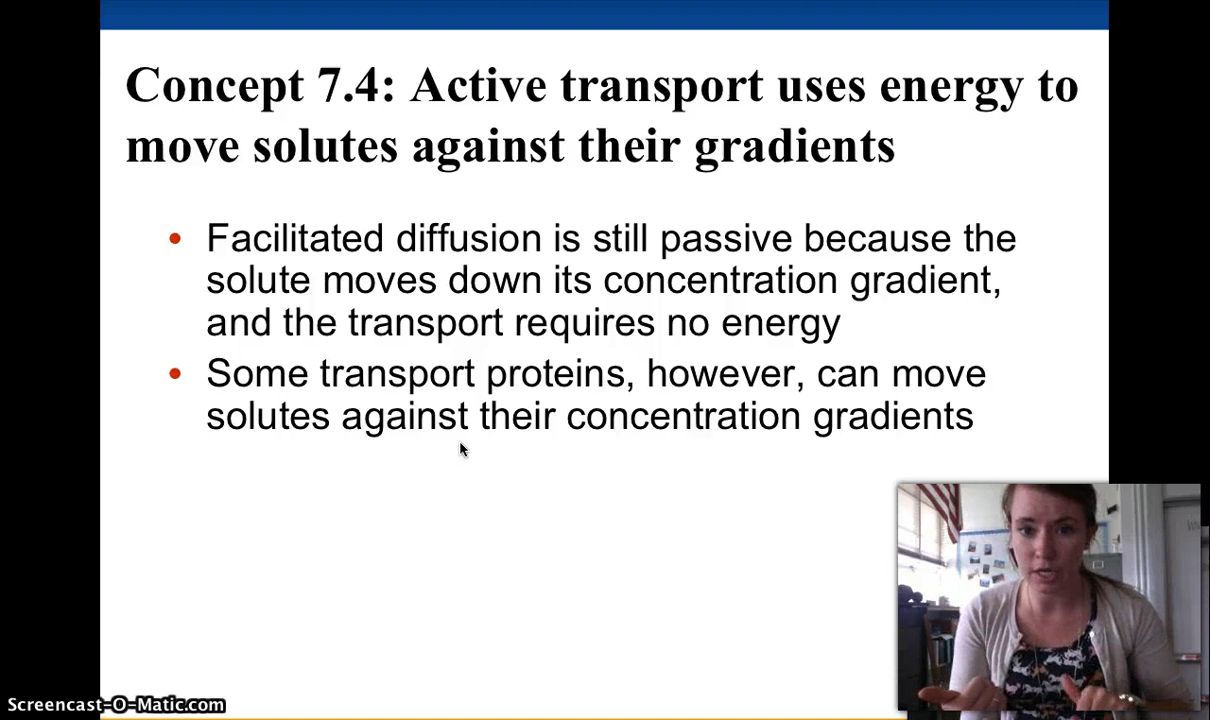 Concept 7.4: Active transport uses energy to
move solutes against their gradients
• Facilitated diffusion is still passive because the
solute moves down its concentration gradient,
and the transport requires no energy
• Some transport proteins, however, can move
solutes against their concentration gradients
Screencast-O-Matic.com